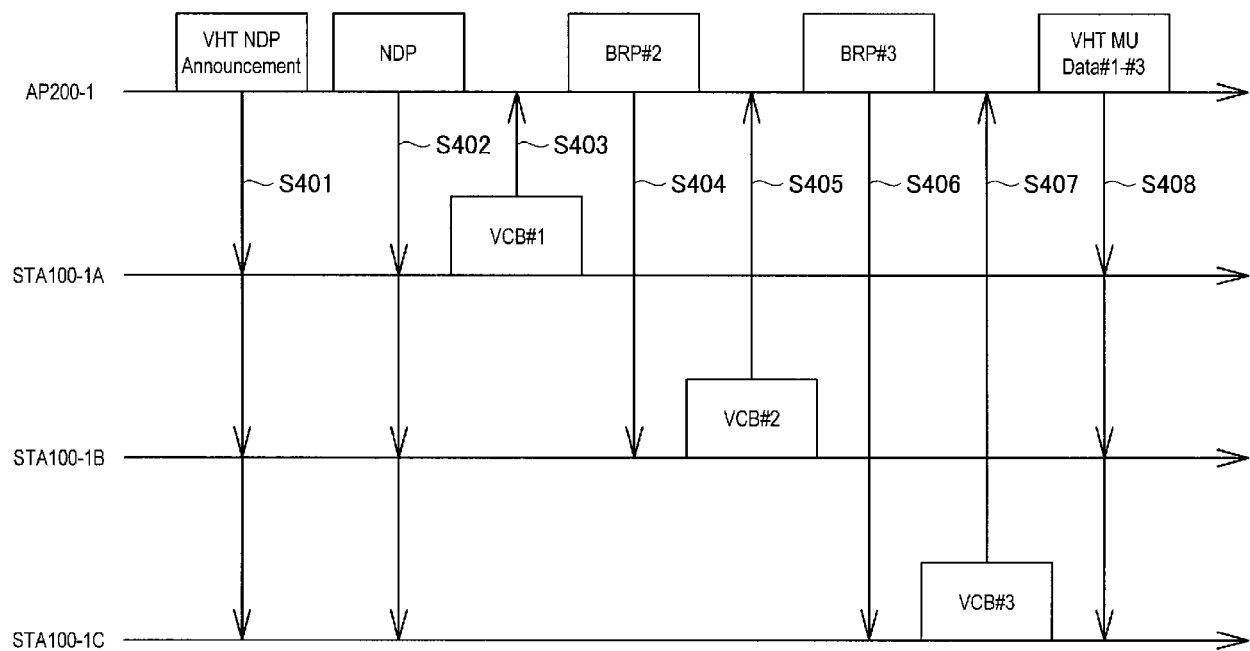 VHT NDP
Announcement
NDP
BRP#2
BRP#3
VHT MU
Data#1-#3
AP200-1
S401
S402
S403
S404
S405
S406
S407
S408
VCB#1
STA100-1A
VCB#2
STA100-1B
VCB#3
STA100-1C